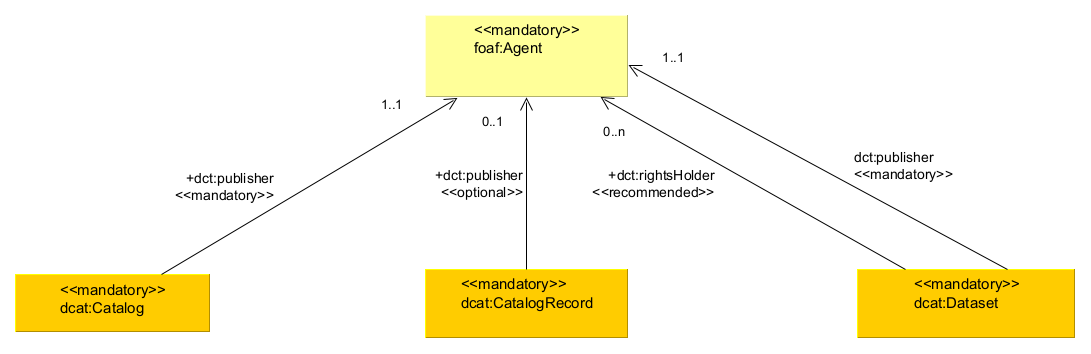 <<mandatory>>
foaf:Agent
1..1
1..1
0..1
0..n
+dct:publisher
<<mandatory>>
+dct:publisher
<<optional>>
+dct:rightsHolder
<<recommended>>
dct:publisher
<<mandatory>>
<<mandatory>>
dcat:Catalog
<<mandatory>>
dcat:CatalogRecord
<<mandatory>>
dcat:Dataset